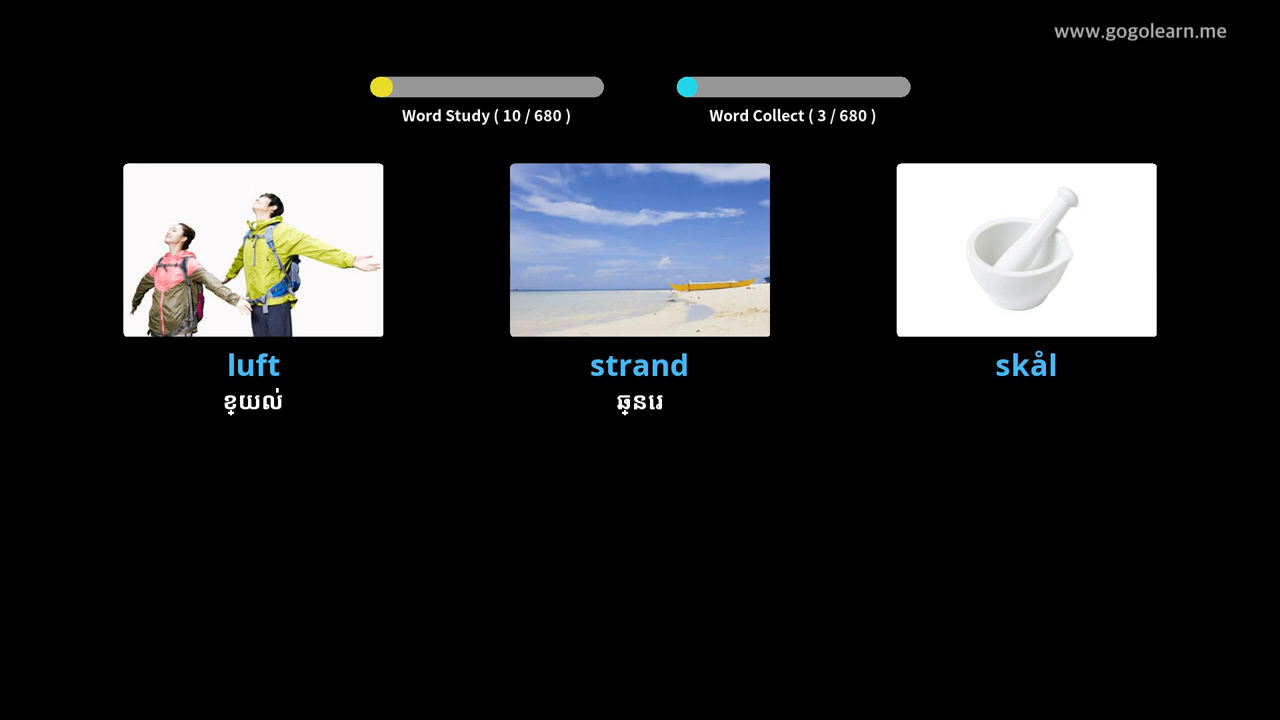 www.gogolearn.me
Word Study ( 10 / 680 )
Word Collect ( 3 / 680 )
luft
strand
skål
ខ្យល់
ឆ្នេរ